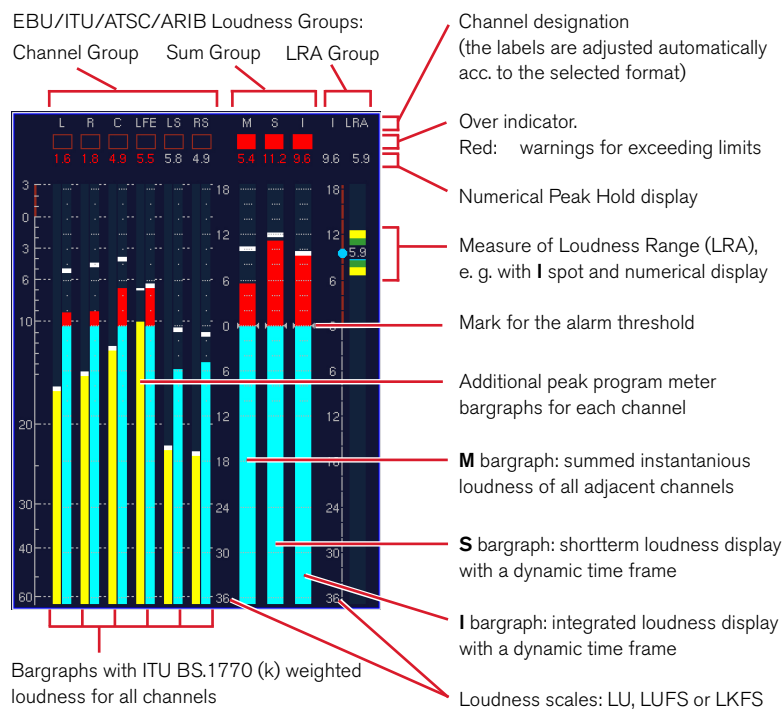 EBU/ITU/ATSC/ARIB Loudness Groups:
Channel Group Sum Group LRA Group
Channel designation
(the labels are adjusted automatically
acc. to the selected format)
L R C LFE LS RS M S I I LRA
Over indicator.
Red: warnings for exceeding limits
1.6 1.8 4.9 5.5 5.8 4.9 5.4 11.2 9.6 9.6 5.9
Numerical Peak Hold display
3 18 18
0
12 12
Measure of Loudness Range (LRA),
e. g. with I spot and numerical display
3
5.9
6 6 6
10 0 0
Mark for the alarm threshold
6 6
Additional peak program meter
bargraphs for each channel
20 12 12
18 18
M bargraph: summed instantanious
loudness of all adjacent channels
30 24 24
40 30 30
S bargraph: shortterm loudness display
with a dynamic time frame
60 36 36
I bargraph: integrated loudness display
with a dynamic time frame
Bargraphs with ITU BS.1770 (k) weighted
loudness for all channels
Loudness scales: LU, LUFS or LKFS